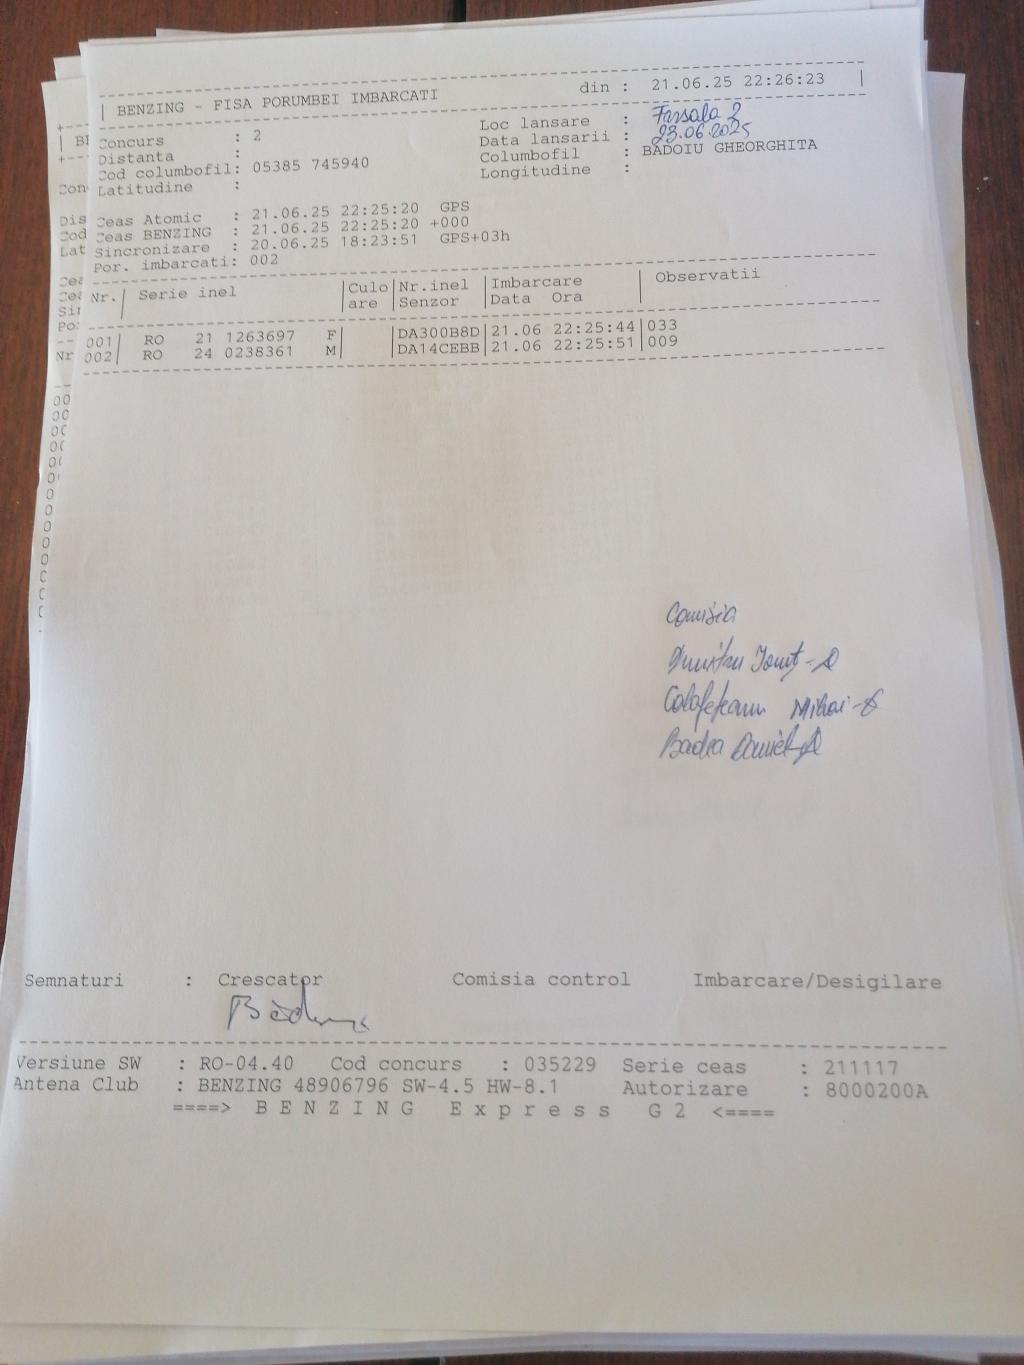 BENZING - FISA PORUMBEI IMBARCATI din : 21.06.25 22:26:23
Concurs : 2 Loc lansare : Farsala 2
Distanta : Data lansarii : 23.06.2025
Cod columbofil: 05385 745940 Columbofil : BADOIU GHEORGHITA
Latitudine : Longitudine :
Ceas Atomic : 21.06.25 22:25:20 GPS
Ceas BENZING : 21.06.25 22:25:20 +000
Sincronizare : 20.06.25 18:23:51 GPS+03h
Por. imbarcati: 002
Nr. Serie inel Culo Nr.inel Imbarcare Observatii
are Senzor Data Ora
001 RO 21 1263697 F DA300B8D 21.06 22:25:44 033
002 RO 24 0238361 M DA14CEBB 21.06 22:25:51 009
Comisia
Dumitru Ionuț
Mihai
Badea Daniel
Semnaturi : Crescator Comisia control Imbarcare/Desigilare
Versiune SW : RO-04.40 Cod concurs : 035229 Serie ceas : 211117
Antena Club : BENZING 48906796 SW-4.5 HW-8.1 Autorizare : 8000200A
====> B E N Z I N G E x p r e s s G 2 <====